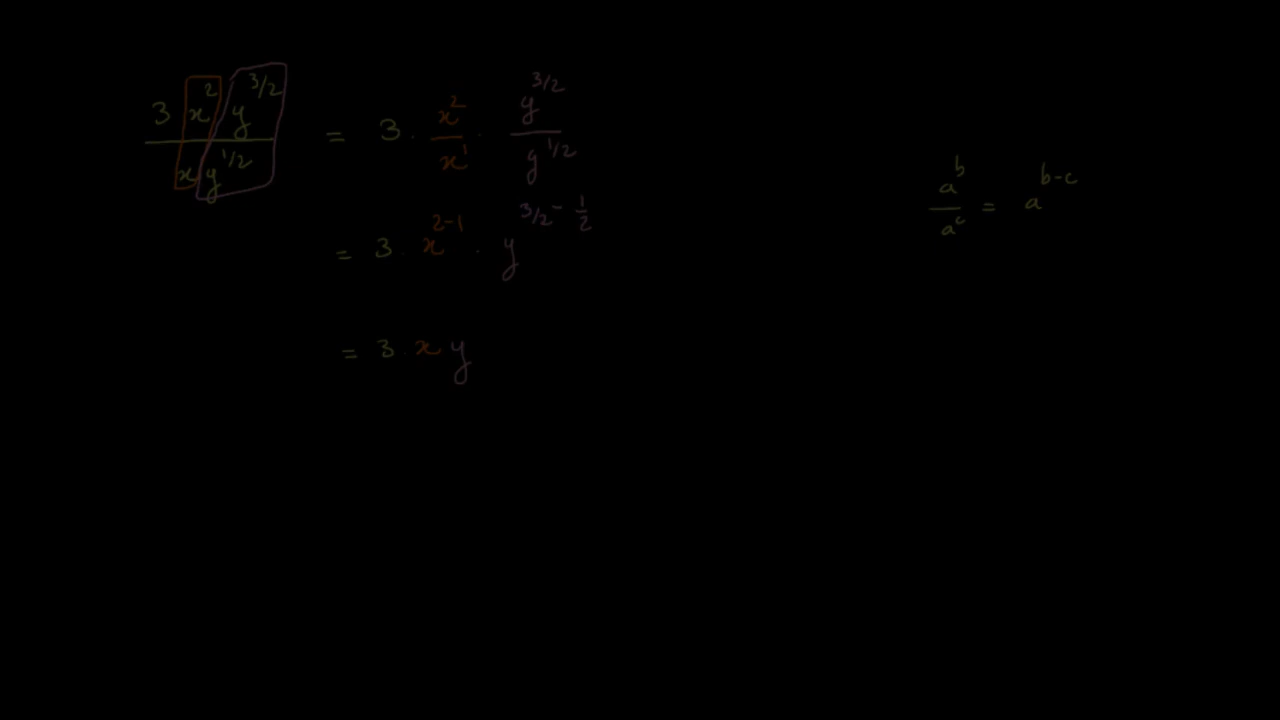 3x^2 y^{3/2} / x y^{1/2} = 3 · x^2/x^1 · y^{3/2}/y^{1/2}
a^b/a^c = a^{b-c}
= 3 · x^{2-1} · y^{3/2 - 1/2}
= 3 · x y